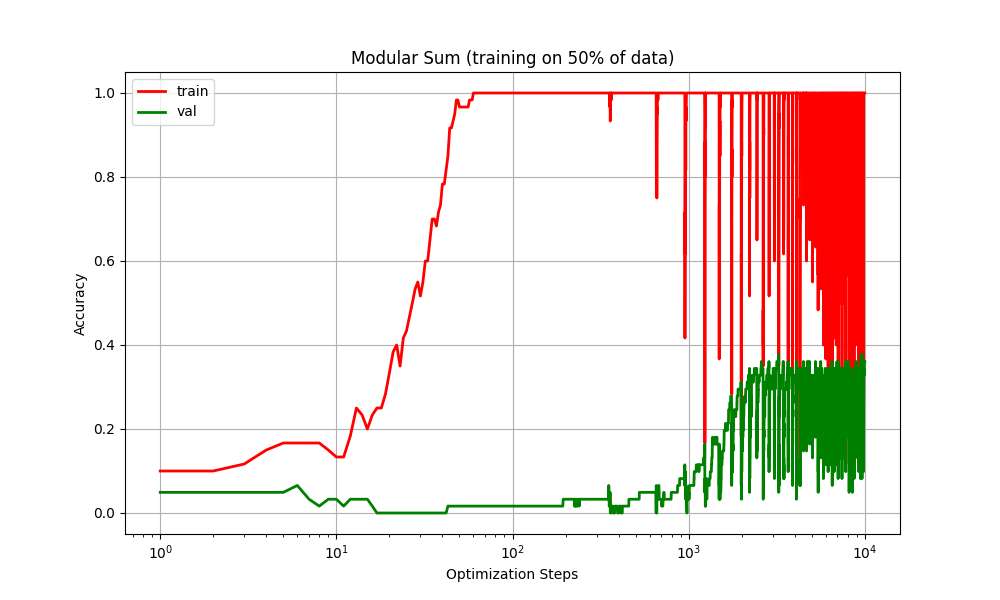 Modular Sum (training on 50% of data)
train
val
1.0
0.8
0.6
0.4
0.2
0.0
Accuracy
10⁰
10¹
10²
10³
10⁴
Optimization Steps